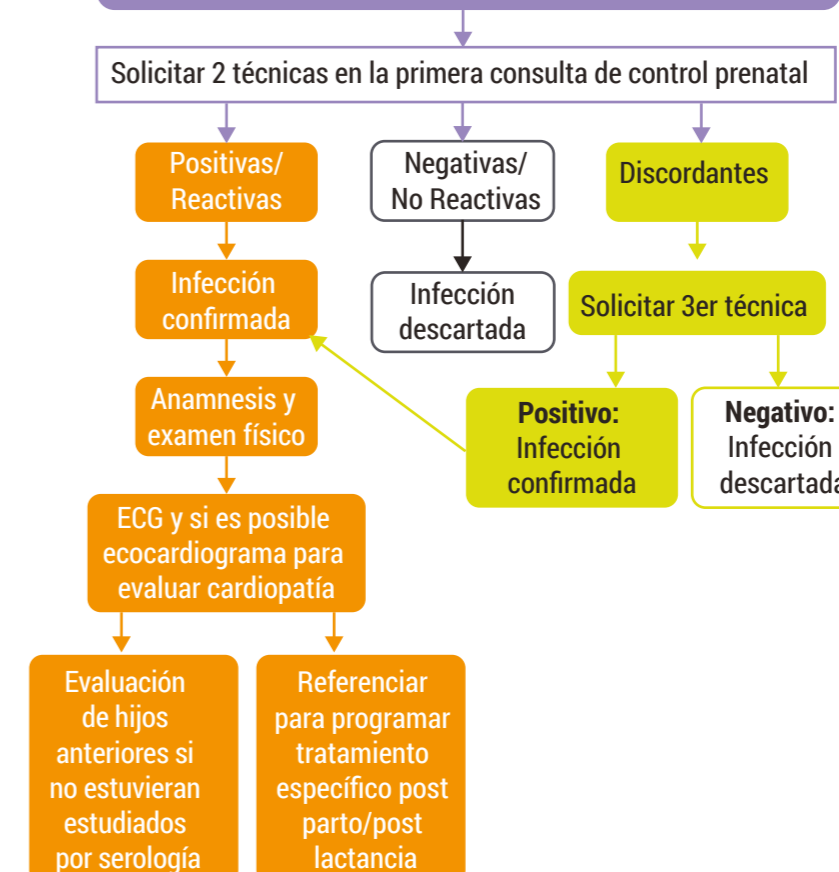 Solicitar 2 técnicas en la primera consulta de control prenatal
Positivas/
Reactivas
Negativas/
No Reactivas
Discordantes
Infección
confirmada
Infección
descartada
Solicitar 3er técnica
Anamnesis y
examen físico
Positivo:
Infección
confirmada
Negativo:
Infección
descartada
ECG y si es posible
ecocardiograma para
evaluar cardiopatía
Evaluación
de hijos
anteriores si
no estuvieran
estudiados
por serología
Referenciar
para programar
tratamiento
específico post
parto/post
lactancia